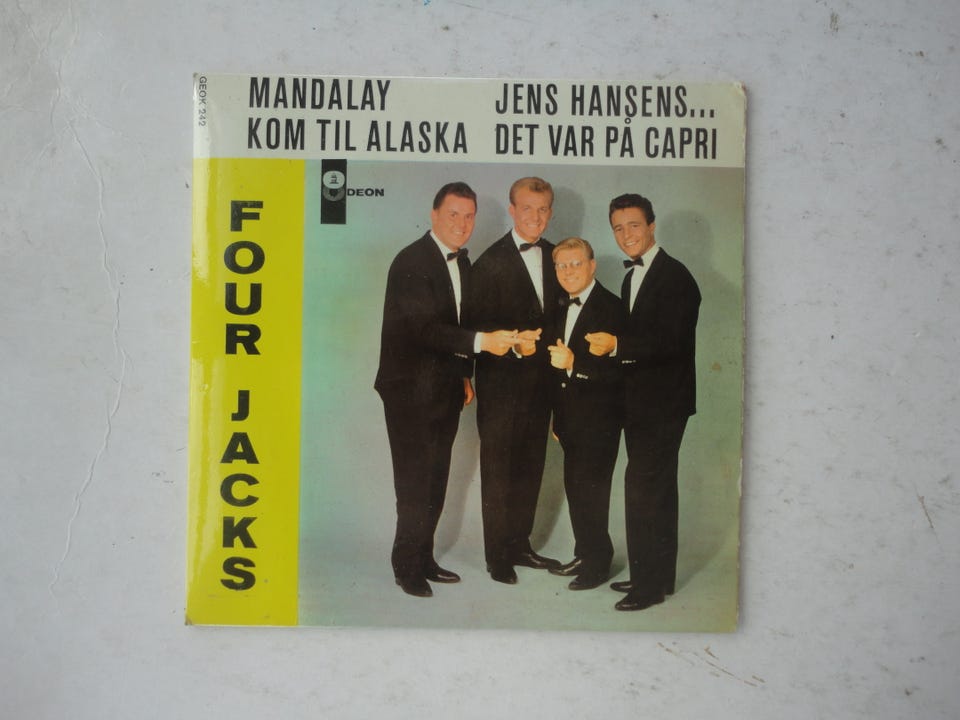 GEOK 242
MANDALAY
KOM TIL ALASKA
JENS HANSENS...
DET VAR PÅ CAPRI
ODEON
FOUR JACKS